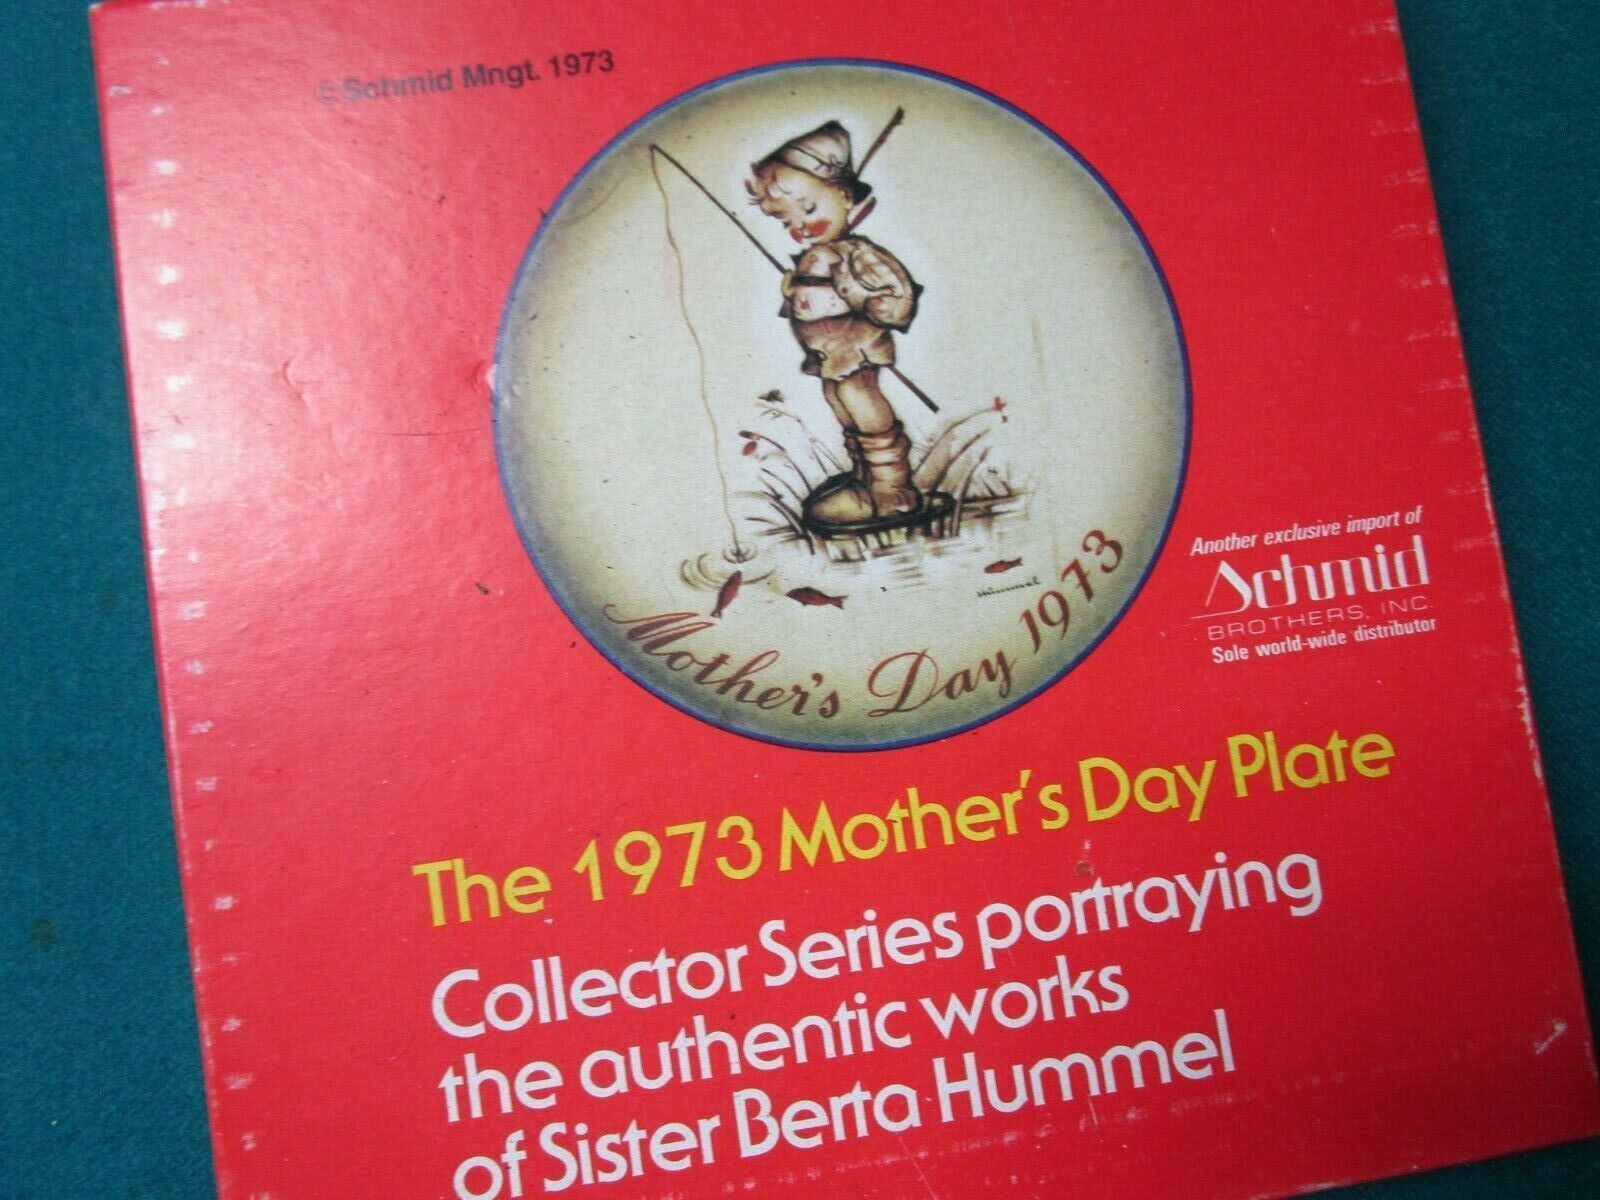 © Schmid Mngt. 1973
hümmel
Mother's Day 1973
Another exclusive import of
Schmid
BROTHERS, INC.
Sole world-wide distributor
The 1973 Mother's Day Plate
Collector Series portraying
the authentic works
of Sister Berta Hummel